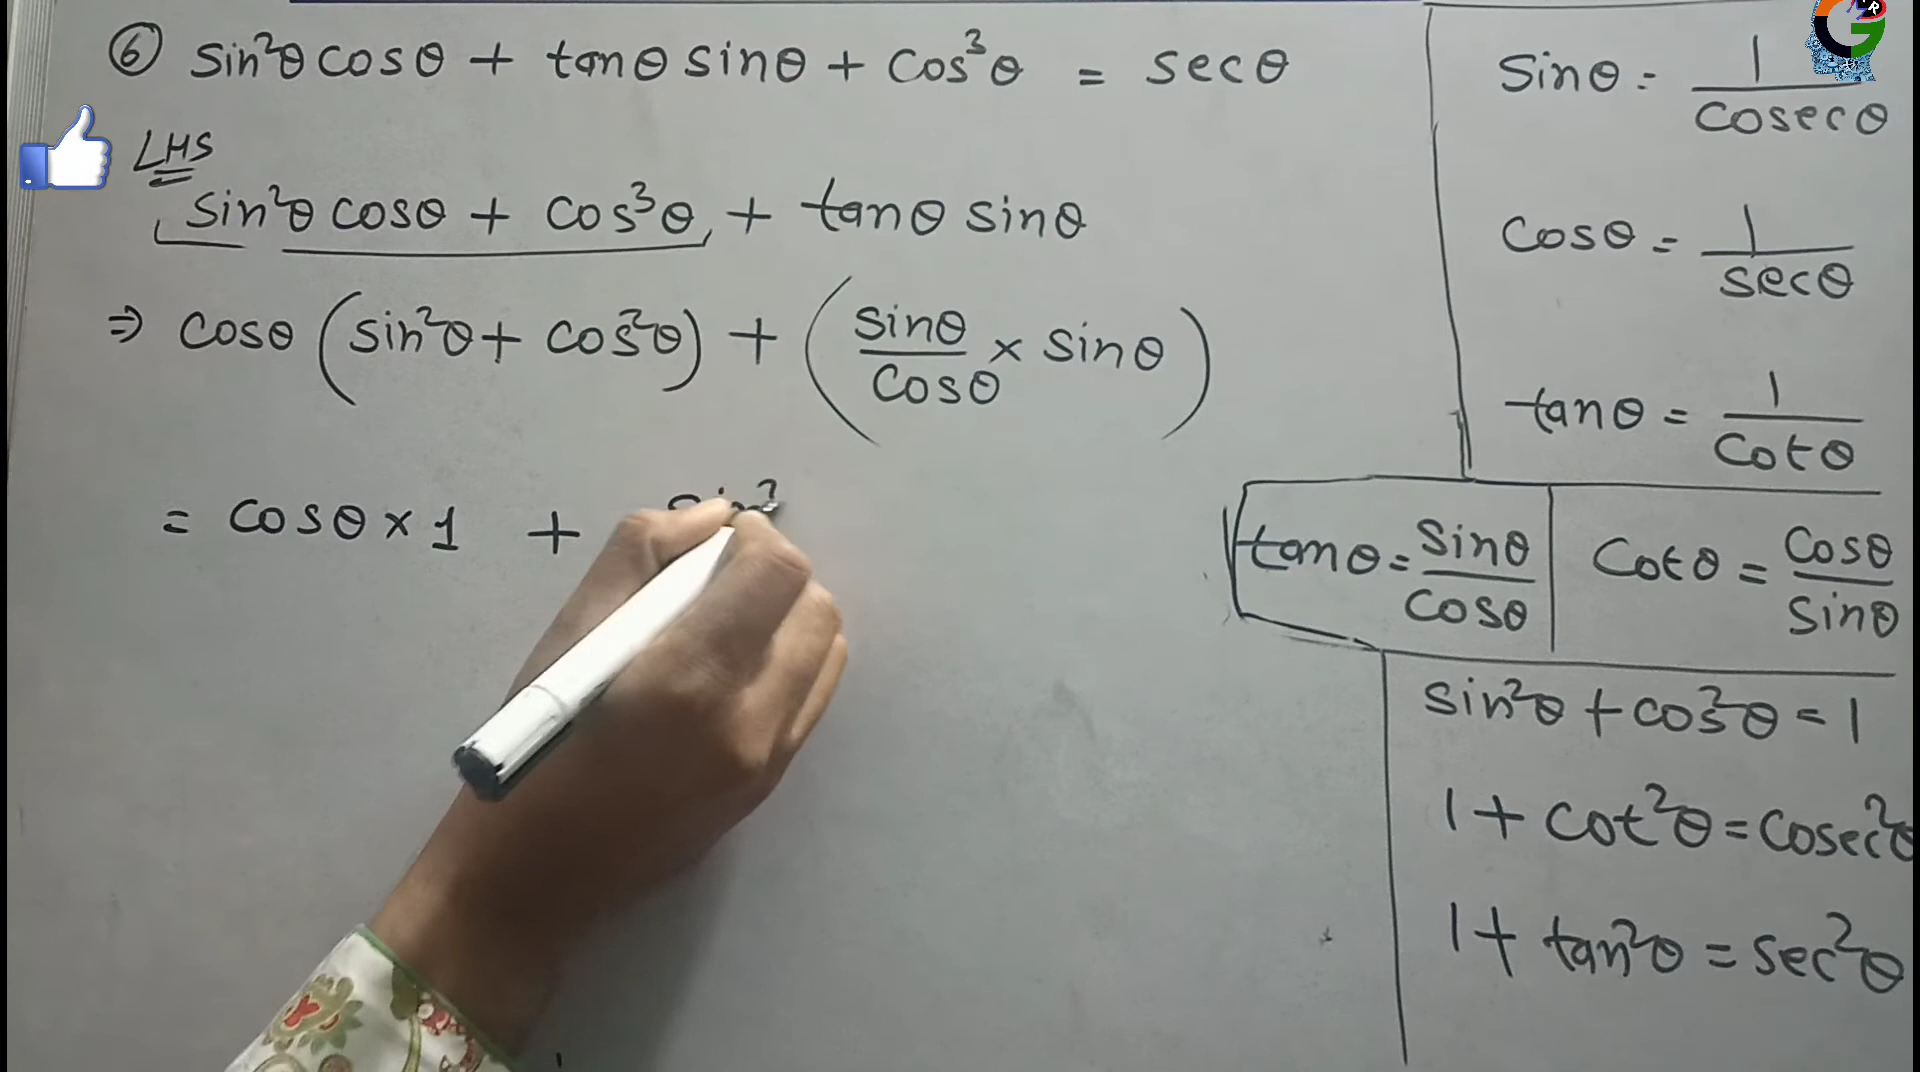 ⑥ sin²θ cosθ + tanθ sinθ + cos³θ = secθ
LHS
sin²θ cosθ + cos³θ + tanθ sinθ
⇒ cosθ (sin²θ + cos²θ) + (sinθ/cosθ × sinθ)
= cosθ × 1 + sin²
sinθ = 1/cosecθ
cosθ = 1/secθ
tanθ = 1/cotθ
tanθ = sinθ/cosθ
cotθ = cosθ/sinθ
sin²θ + cos²θ = 1
1 + cot²θ = cosec²θ
1 + tan²θ = sec²θ